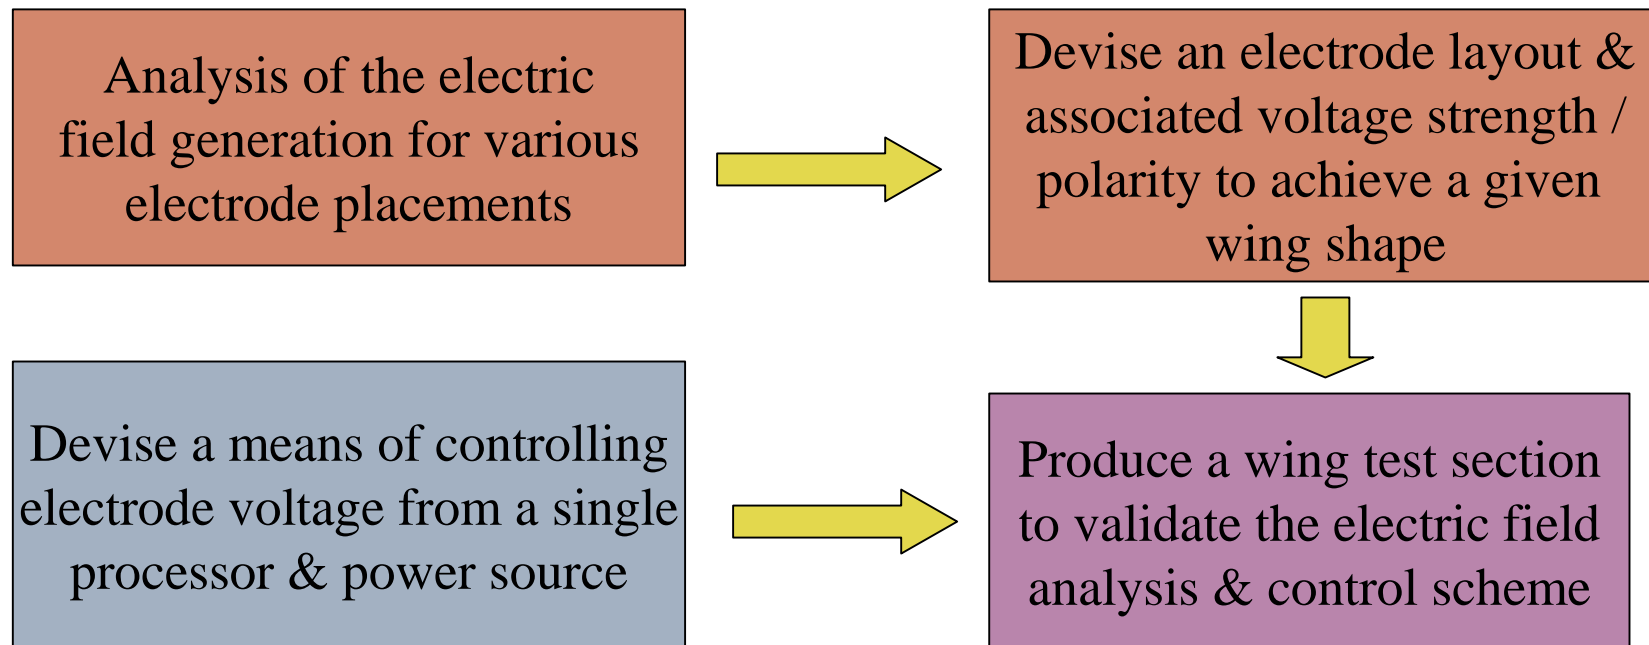 Analysis of the electric
field generation for various
electrode placements
Devise an electrode layout &
associated voltage strength /
polarity to achieve a given
wing shape
Devise a means of controlling
electrode voltage from a single
processor & power source
Produce a wing test section
to validate the electric field
analysis & control scheme